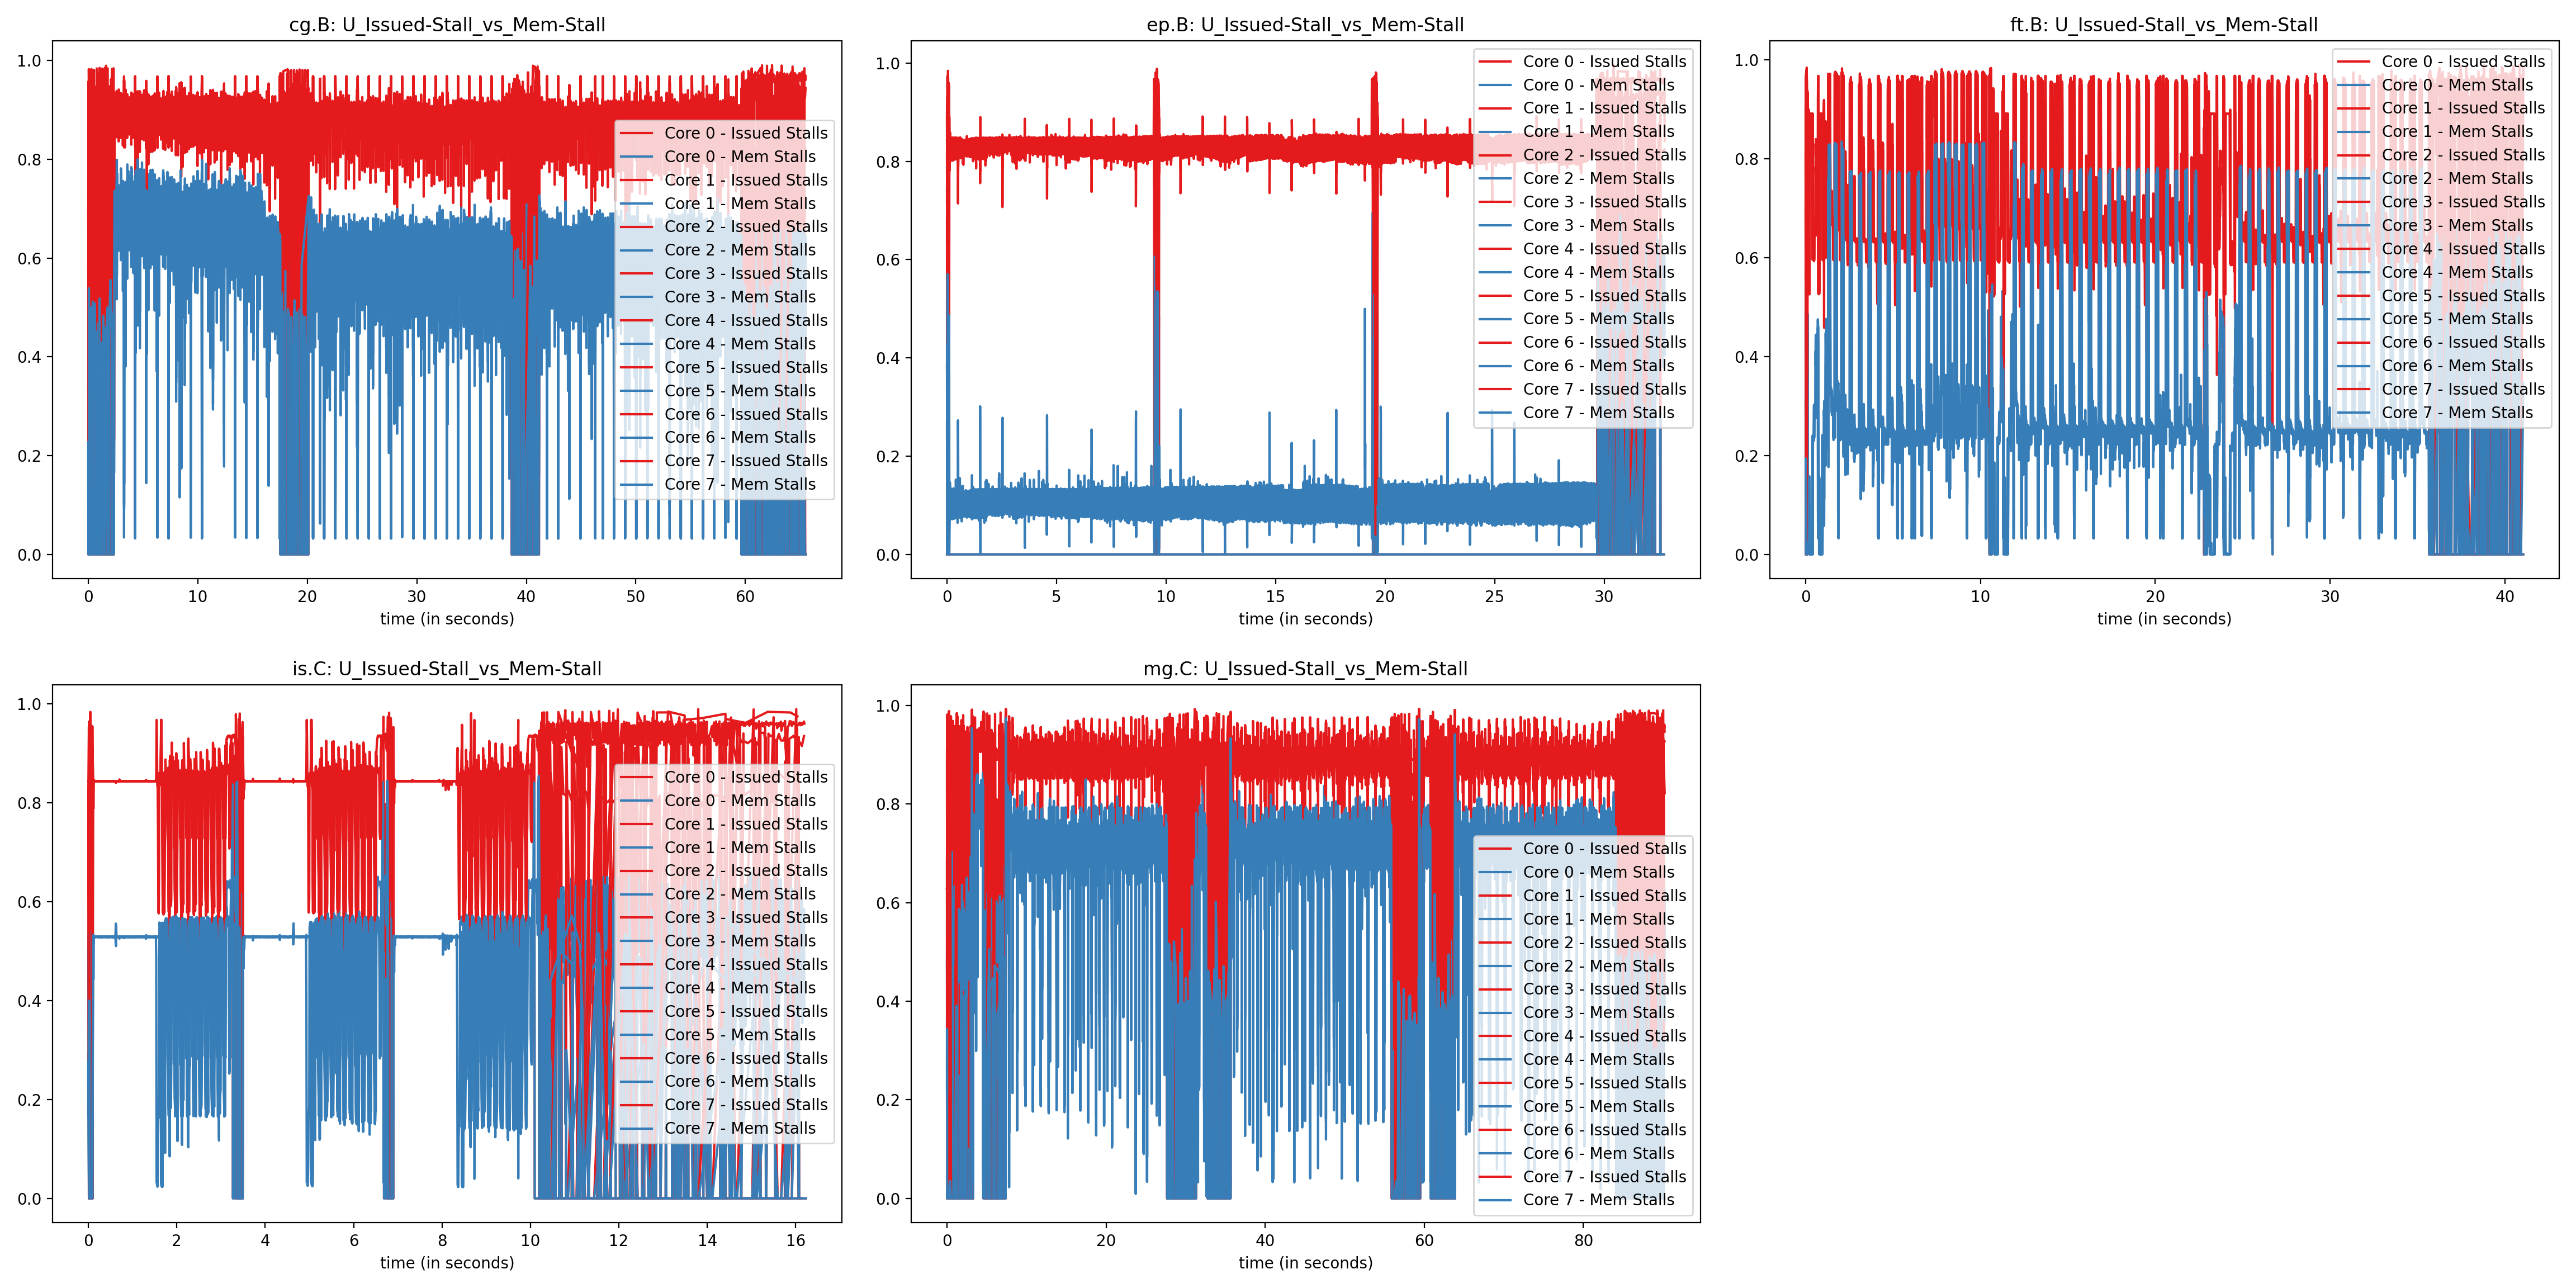 cg.B: U_Issued-Stall_vs_Mem-Stall
1.0
0.8
0.6
0.4
0.2
0.0
Core 0 - Issued Stalls
Core 0 - Mem Stalls
Core 1 - Issued Stalls
Core 1 - Mem Stalls
Core 2 - Issued Stalls
Core 2 - Mem Stalls
Core 3 - Issued Stalls
Core 3 - Mem Stalls
Core 4 - Issued Stalls
Core 4 - Mem Stalls
Core 5 - Issued Stalls
Core 5 - Mem Stalls
Core 6 - Issued Stalls
Core 6 - Mem Stalls
Core 7 - Issued Stalls
Core 7 - Mem Stalls
0 10 20 30 40 50 60
time (in seconds)
ep.B: U_Issued-Stall_vs_Mem-Stall
1.0
0.8
0.6
0.4
0.2
0.0
Core 0 - Issued Stalls
Core 0 - Mem Stalls
Core 1 - Issued Stalls
Core 1 - Mem Stalls
Core 2 - Issued Stalls
Core 2 - Mem Stalls
Core 3 - Issued Stalls
Core 3 - Mem Stalls
Core 4 - Issued Stalls
Core 4 - Mem Stalls
Core 5 - Issued Stalls
Core 5 - Mem Stalls
Core 6 - Issued Stalls
Core 6 - Mem Stalls
Core 7 - Issued Stalls
Core 7 - Mem Stalls
0 5 10 15 20 25 30
time (in seconds)
ft.B: U_Issued-Stall_vs_Mem-Stall
1.0
0.8
0.6
0.4
0.2
0.0
Core 0 - Issued Stalls
Core 0 - Mem Stalls
Core 1 - Issued Stalls
Core 1 - Mem Stalls
Core 2 - Issued Stalls
Core 2 - Mem Stalls
Core 3 - Issued Stalls
Core 3 - Mem Stalls
Core 4 - Issued Stalls
Core 4 - Mem Stalls
Core 5 - Issued Stalls
Core 5 - Mem Stalls
Core 6 - Issued Stalls
Core 6 - Mem Stalls
Core 7 - Issued Stalls
Core 7 - Mem Stalls
0 10 20 30 40
time (in seconds)
is.C: U_Issued-Stall_vs_Mem-Stall
1.0
0.8
0.6
0.4
0.2
0.0
Core 0 - Issued Stalls
Core 0 - Mem Stalls
Core 1 - Issued Stalls
Core 1 - Mem Stalls
Core 2 - Issued Stalls
Core 2 - Mem Stalls
Core 3 - Issued Stalls
Core 3 - Mem Stalls
Core 4 - Issued Stalls
Core 4 - Mem Stalls
Core 5 - Issued Stalls
Core 5 - Mem Stalls
Core 6 - Issued Stalls
Core 6 - Mem Stalls
Core 7 - Issued Stalls
Core 7 - Mem Stalls
0 2 4 6 8 10 12 14 16
time (in seconds)
mg.C: U_Issued-Stall_vs_Mem-Stall
1.0
0.8
0.6
0.4
0.2
0.0
Core 0 - Issued Stalls
Core 0 - Mem Stalls
Core 1 - Issued Stalls
Core 1 - Mem Stalls
Core 2 - Issued Stalls
Core 2 - Mem Stalls
Core 3 - Issued Stalls
Core 3 - Mem Stalls
Core 4 - Issued Stalls
Core 4 - Mem Stalls
Core 5 - Issued Stalls
Core 5 - Mem Stalls
Core 6 - Issued Stalls
Core 6 - Mem Stalls
Core 7 - Issued Stalls
Core 7 - Mem Stalls
0 20 40 60 80
time (in seconds)